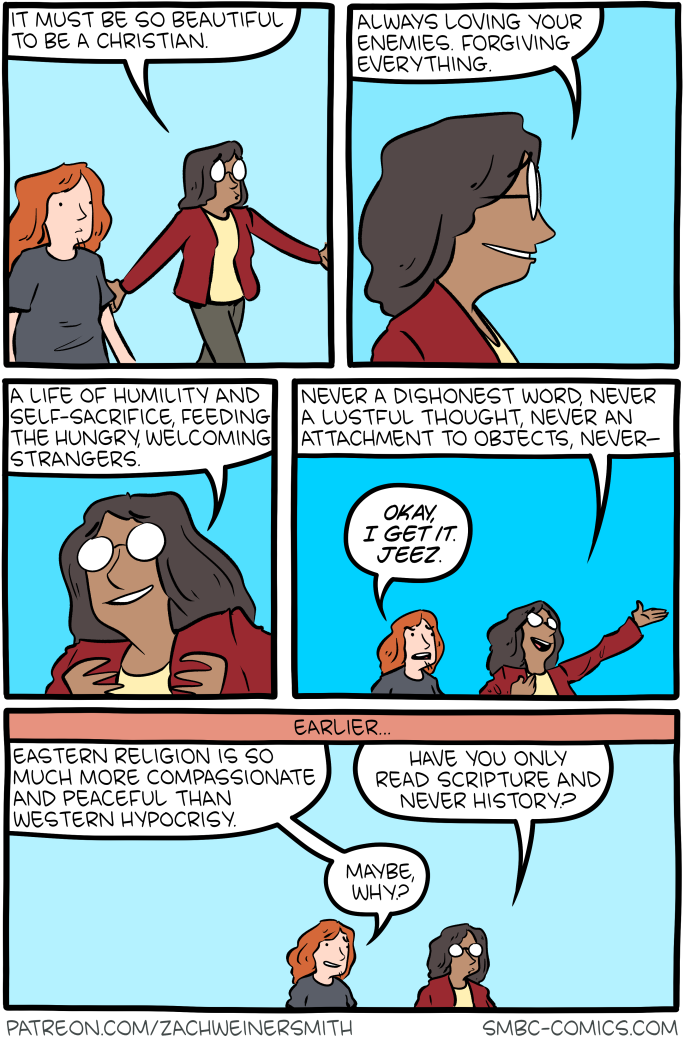 IT MUST BE SO BEAUTIFUL
TO BE A CHRISTIAN.
ALWAYS LOVING YOUR
ENEMIES. FORGIVING
EVERYTHING.
A LIFE OF HUMILITY AND
SELF-SACRIFICE, FEEDING
THE HUNGRY, WELCOMING
STRANGERS.
NEVER A DISHONEST WORD, NEVER
A LUSTFUL THOUGHT, NEVER AN
ATTACHMENT TO OBJECTS, NEVER—
OKAY,
I GET IT.
JEEZ.
EARLIER...
EASTERN RELIGION IS SO
MUCH MORE COMPASSIONATE
AND PEACEFUL THAN
WESTERN HYPOCRISY.
HAVE YOU ONLY
READ SCRIPTURE AND
NEVER HISTORY?
MAYBE,
WHY?
PATREON.COM/ZACHWEINERSMITH
SMBC-COMICS.COM